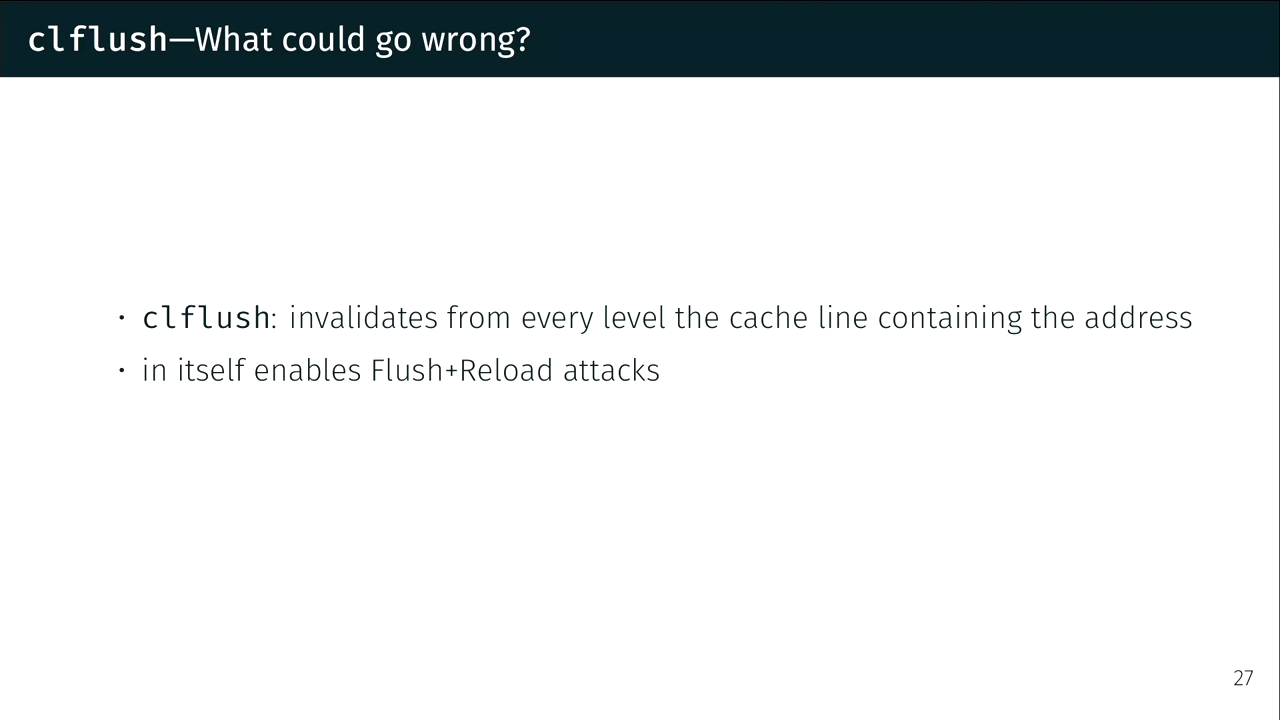 clflush—What could go wrong?
· clflush: invalidates from every level the cache line containing the address
· in itself enables Flush+Reload attacks
27